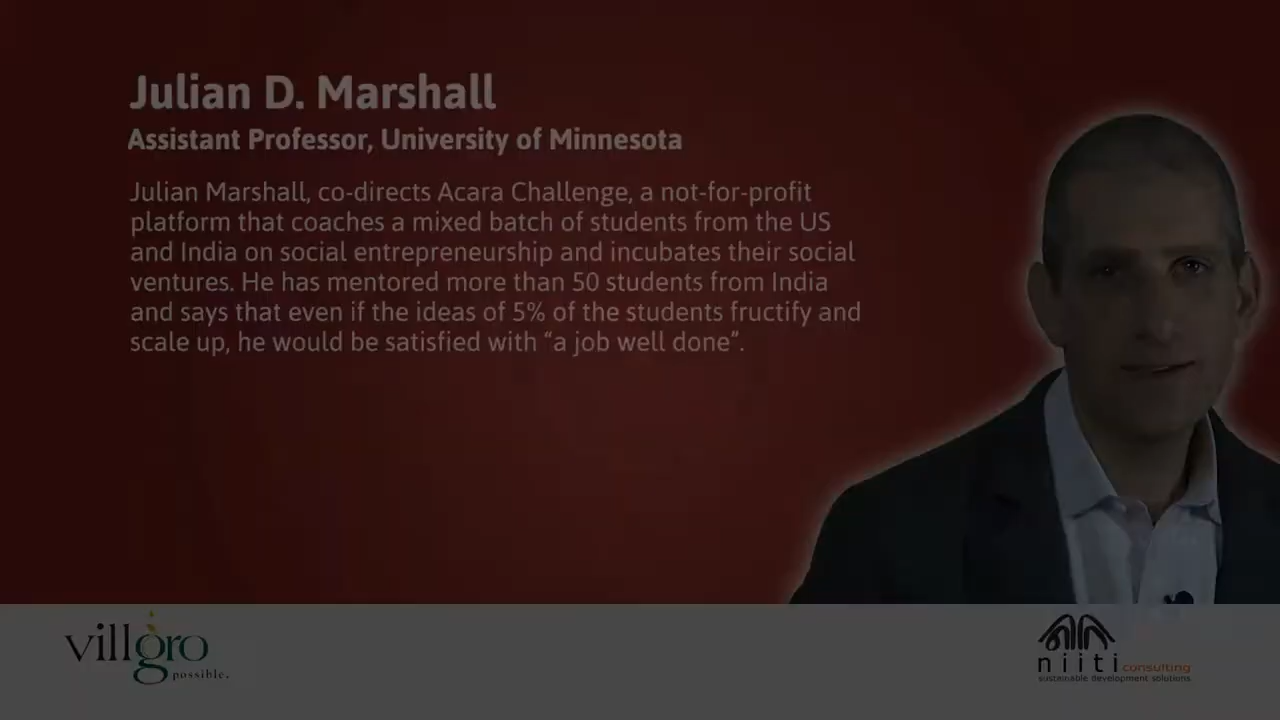 Julian D. Marshall
Assistant Professor, University of Minnesota
Julian Marshall, co-directs Acara Challenge, a not-for-profit
platform that coaches a mixed batch of students from the US
and India on social entrepreneurship and incubates their social
ventures. He has mentored more than 50 students from India
and says that even if the ideas of 5% of the students fructify and
scale up, he would be satisfied with “a job well done”.
villgro
possible.
niiti consulting
sustainable development solutions